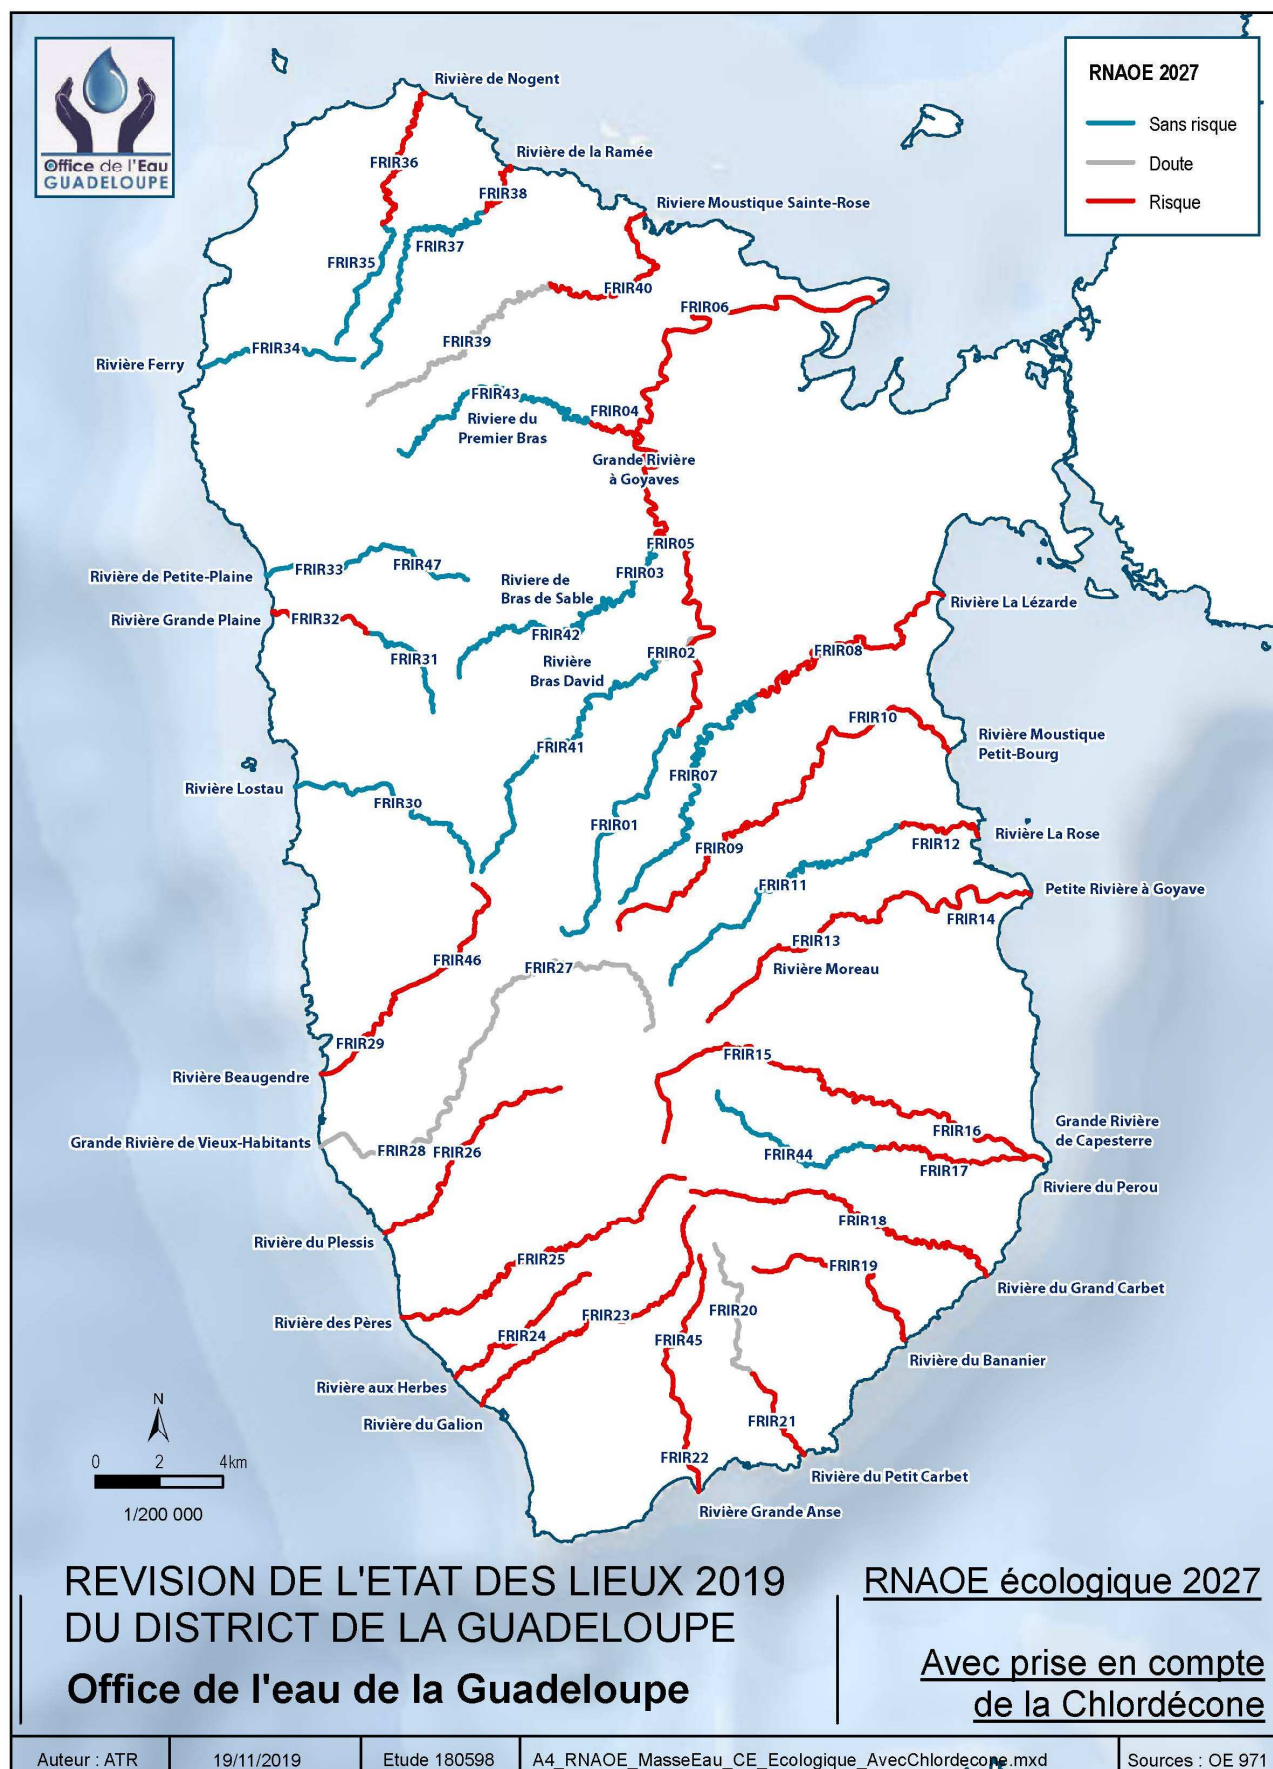 Office de l'Eau
GUADELOUPE
RNAOE 2027
Sans risque
Doute
Risque
Rivière de Nogent
FRIR36
Rivière de la Ramée
FRIR38
Riviere Moustique Sainte-Rose
FRIR37
FRIR35
FRIR40
FRIR06
FRIR39
FRIR34
Rivière Ferry
FRIR43
FRIR04
Riviere du
Premier Bras
Grande Rivière
à Goyaves
FRIR05
FRIR33
FRIR47
FRIR03
Rivière de Petite-Plaine
Riviere de
Bras de Sable
Rivière La Lézarde
Rivière Grande Plaine
FRIR32
FRIR42
FRIR31
FRIR02
FRIR08
Rivière
Bras David
FRIR10
Rivière Moustique
Petit-Bourg
FRIR41
FRIR07
Rivière Lostau
FRIR30
FRIR01
FRIR09
FRIR12
Rivière La Rose
FRIR11
Petite Rivière à Goyave
FRIR14
FRIR13
FRIR46
FRIR27
Rivière Moreau
FRIR29
FRIR15
Rivière Beaugendre
Grande Rivière
de Capesterre
FRIR16
Grande Rivière de Vieux-Habitants
FRIR28
FRIR26
FRIR44
FRIR17
Riviere du Perou
FRIR18
Rivière du Plessis
FRIR25
FRIR19
Rivière du Grand Carbet
FRIR20
FRIR23
Rivière des Pères
FRIR24
FRIR45
Rivière du Bananier
Rivière aux Herbes
Rivière du Galion
FRIR21
FRIR22
Rivière du Petit Carbet
Rivière Grande Anse
N
0 2 4km
1/200 000
REVISION DE L'ETAT DES LIEUX 2019
DU DISTRICT DE LA GUADELOUPE
Office de l'eau de la Guadeloupe
RNAOE écologique 2027
Avec prise en compte
de la Chlordécone
Auteur : ATR
19/11/2019
Etude 180598
A4_RNAOE_MasseEau_CE_Ecologique_AvecChlordecone.mxd
Sources : OE 971